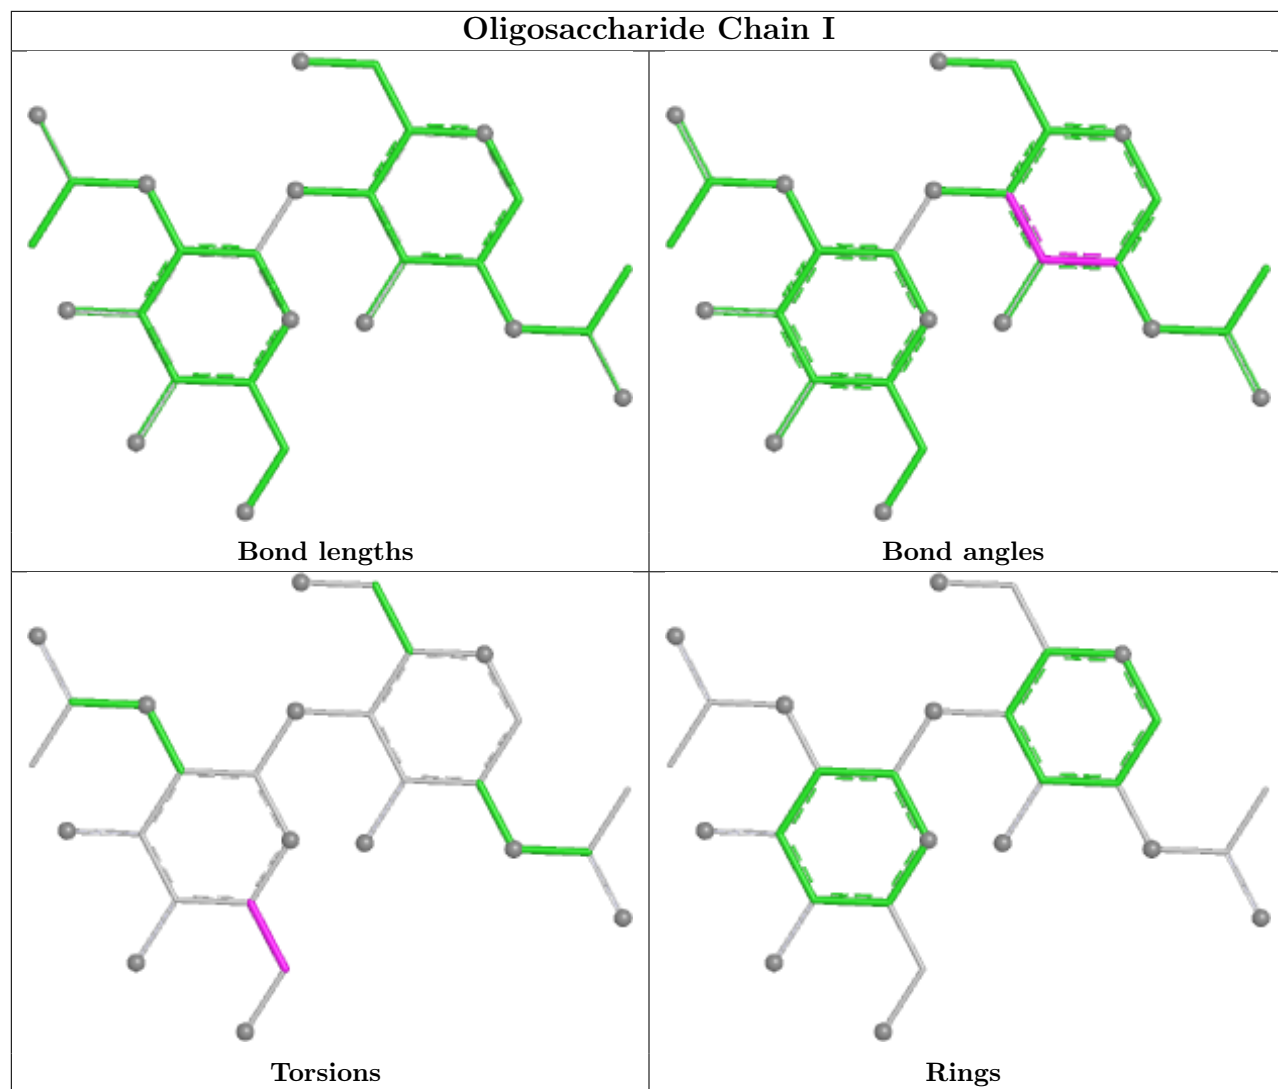 Oligosaccharide Chain I
Bond lengths
Bond angles
Torsions
Rings